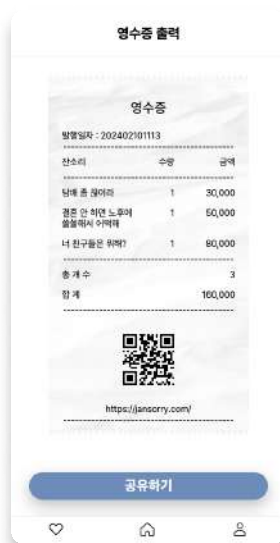 영수증 출력
영수증
발행일자 : 202402101113
잔소리 수량 금액
담배 좀 끊어라 1 30,000
결혼 안 하면 노후에 1 50,000
쓸쓸해서 어떡해
너 친구들은 뭐해? 1 80,000
총 개 수 3
합 계 160,000
https://jansorry.com/
공유하기